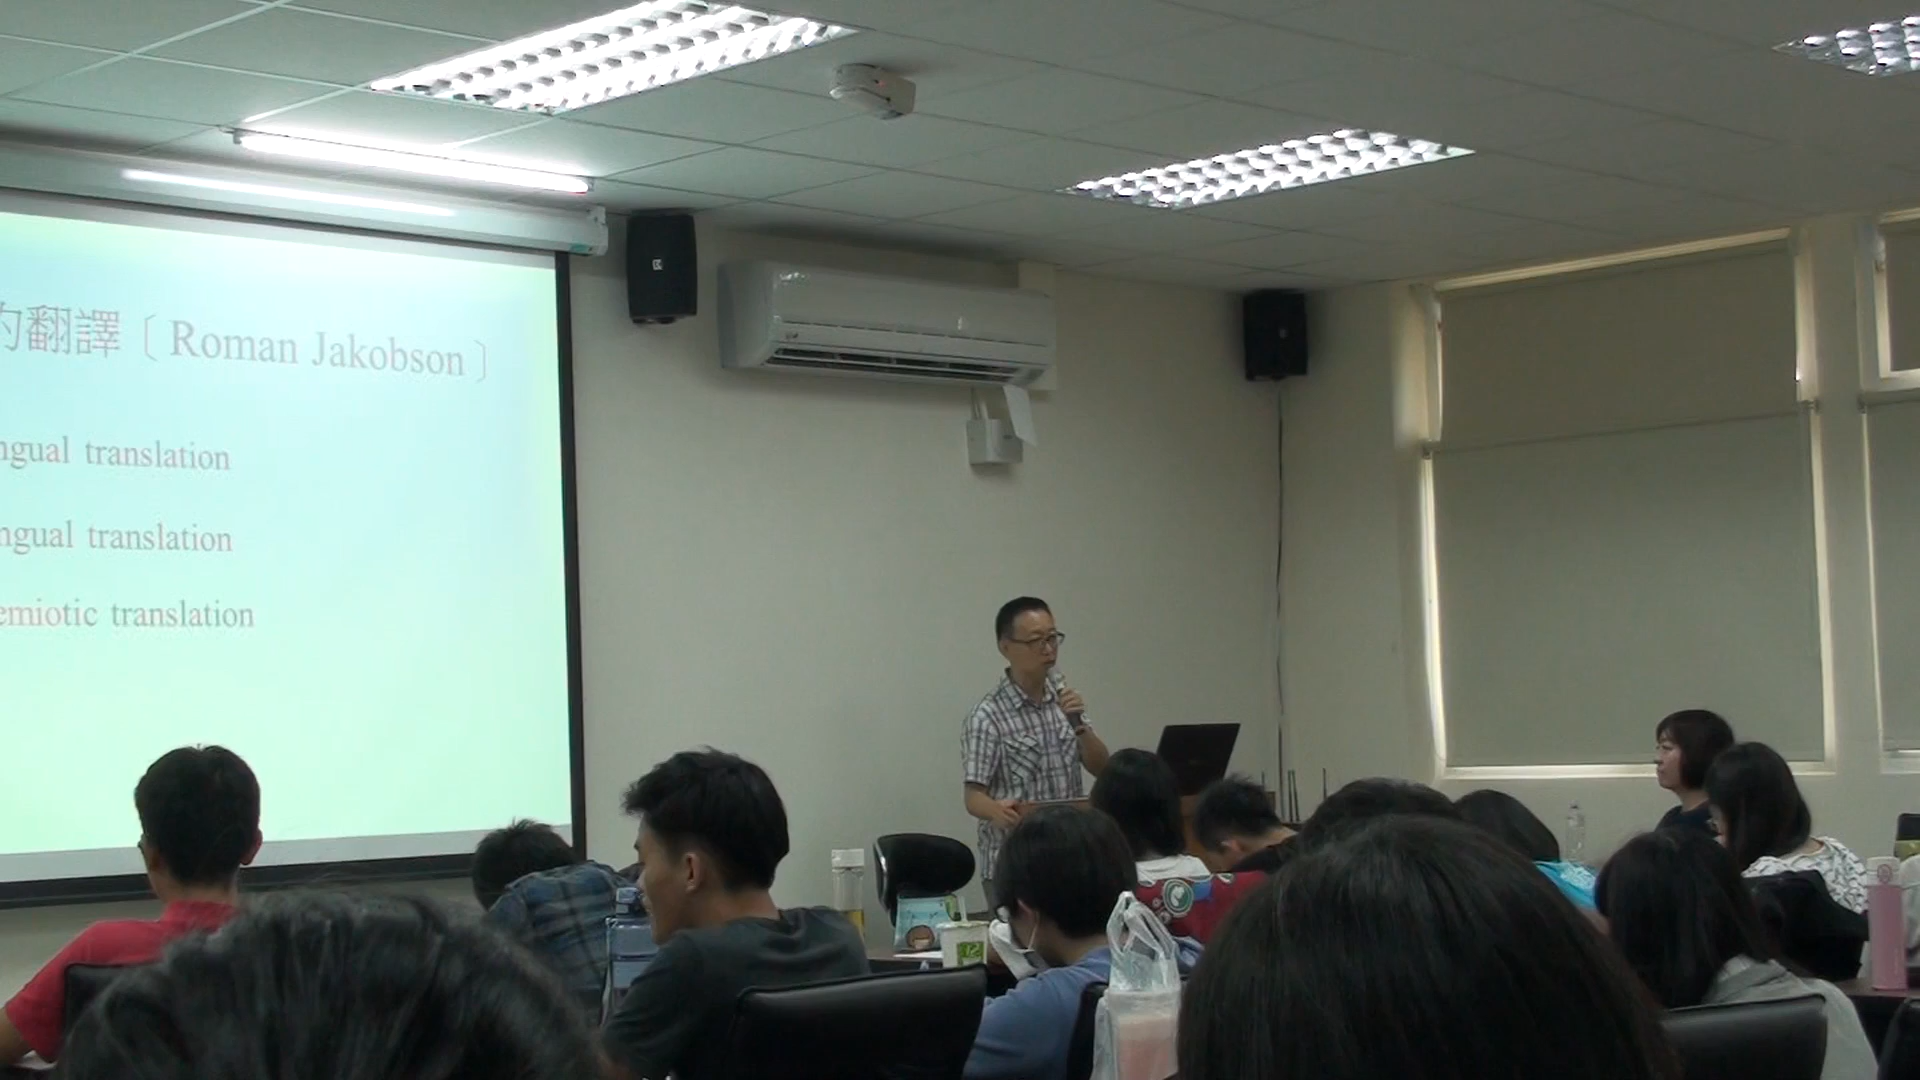 的翻譯〔Roman Jakobson〕
ngual translation
ngual translation
emiotic translation